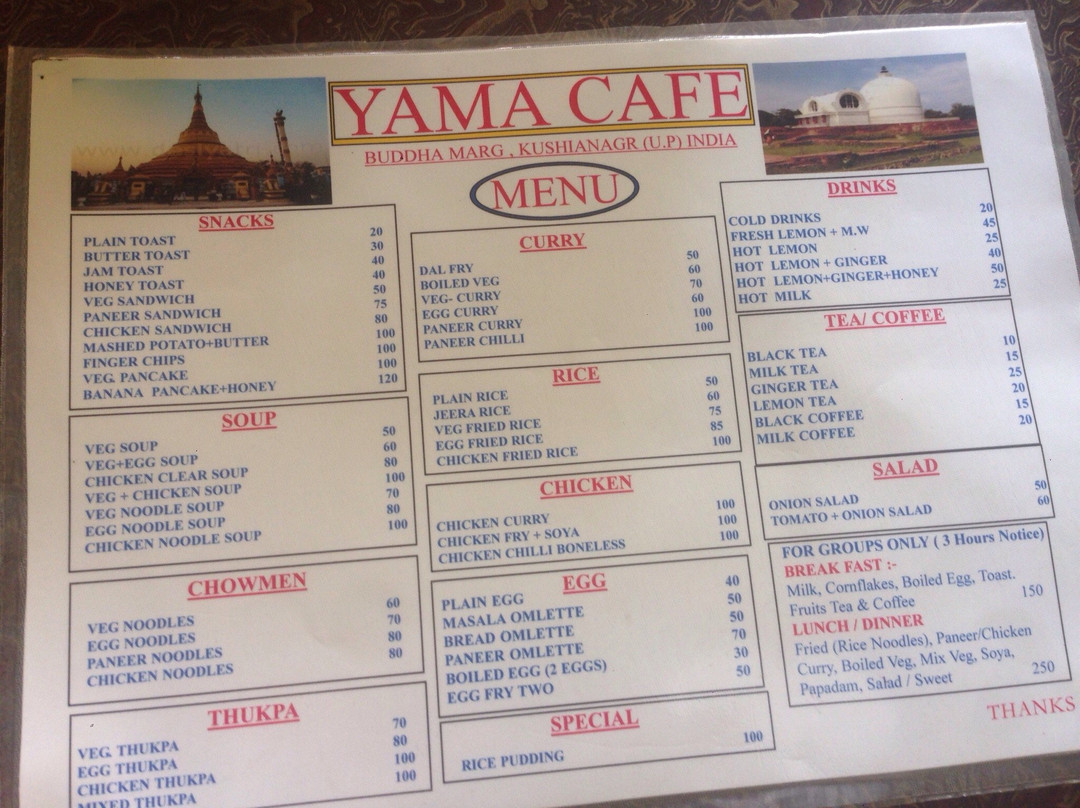 YAMA CAFE
BUDDHA MARG , KUSHIANAGR (U.P) INDIA
MENU
SNACKS
PLAIN TOAST 20
BUTTER TOAST 30
JAM TOAST 40
HONEY TOAST 40
VEG SANDWICH 50
PANEER SANDWICH 75
CHICKEN SANDWICH 80
MASHED POTATO+BUTTER 100
FINGER CHIPS 100
VEG. PANCAKE 100
BANANA PANCAKE+HONEY 120
SOUP
VEG SOUP 50
VEG+EGG SOUP 60
CHICKEN CLEAR SOUP 80
VEG + CHICKEN SOUP 100
VEG NOODLE SOUP 70
EGG NOODLE SOUP 80
CHICKEN NOODLE SOUP 100
CHOWMEN
VEG NOODLES 60
EGG NOODLES 70
PANEER NOODLES 80
CHICKEN NOODLES 80
THUKPA
VEG. THUKPA 70
EGG THUKPA 80
CHICKEN THUKPA 100
MIXED THUKPA 100
CURRY
DAL FRY 50
BOILED VEG 60
VEG- CURRY 70
EGG CURRY 60
PANEER CURRY 100
PANEER CHILLI 100
RICE
PLAIN RICE 50
JEERA RICE 60
VEG FRIED RICE 75
EGG FRIED RICE 85
CHICKEN FRIED RICE 100
CHICKEN
CHICKEN CURRY 100
CHICKEN FRY + SOYA 100
CHICKEN CHILLI BONELESS 100
EGG
PLAIN EGG 40
MASALA OMLETTE 50
BREAD OMLETTE 50
PANEER OMLETTE 70
BOILED EGG (2 EGGS) 30
EGG FRY TWO 50
SPECIAL
RICE PUDDING 100
DRINKS
COLD DRINKS 20
FRESH LEMON + M.W 45
HOT LEMON 25
HOT LEMON + GINGER 40
HOT LEMON+GINGER+HONEY 50
HOT MILK 25
TEA/ COFFEE
BLACK TEA 10
MILK TEA 15
GINGER TEA 25
LEMON TEA 20
BLACK COFFEE 15
MILK COFFEE 20
SALAD
ONION SALAD 50
TOMATO + ONION SALAD 60
FOR GROUPS ONLY ( 3 Hours Notice)
BREAK FAST :-
Milk, Cornflakes, Boiled Egg, Toast.
Fruits Tea & Coffee 150
LUNCH / DINNER
Fried (Rice Noodles), Paneer/Chicken
Curry, Boiled Veg, Mix Veg, Soya,
Papadam, Salad / Sweet 250
THANKS